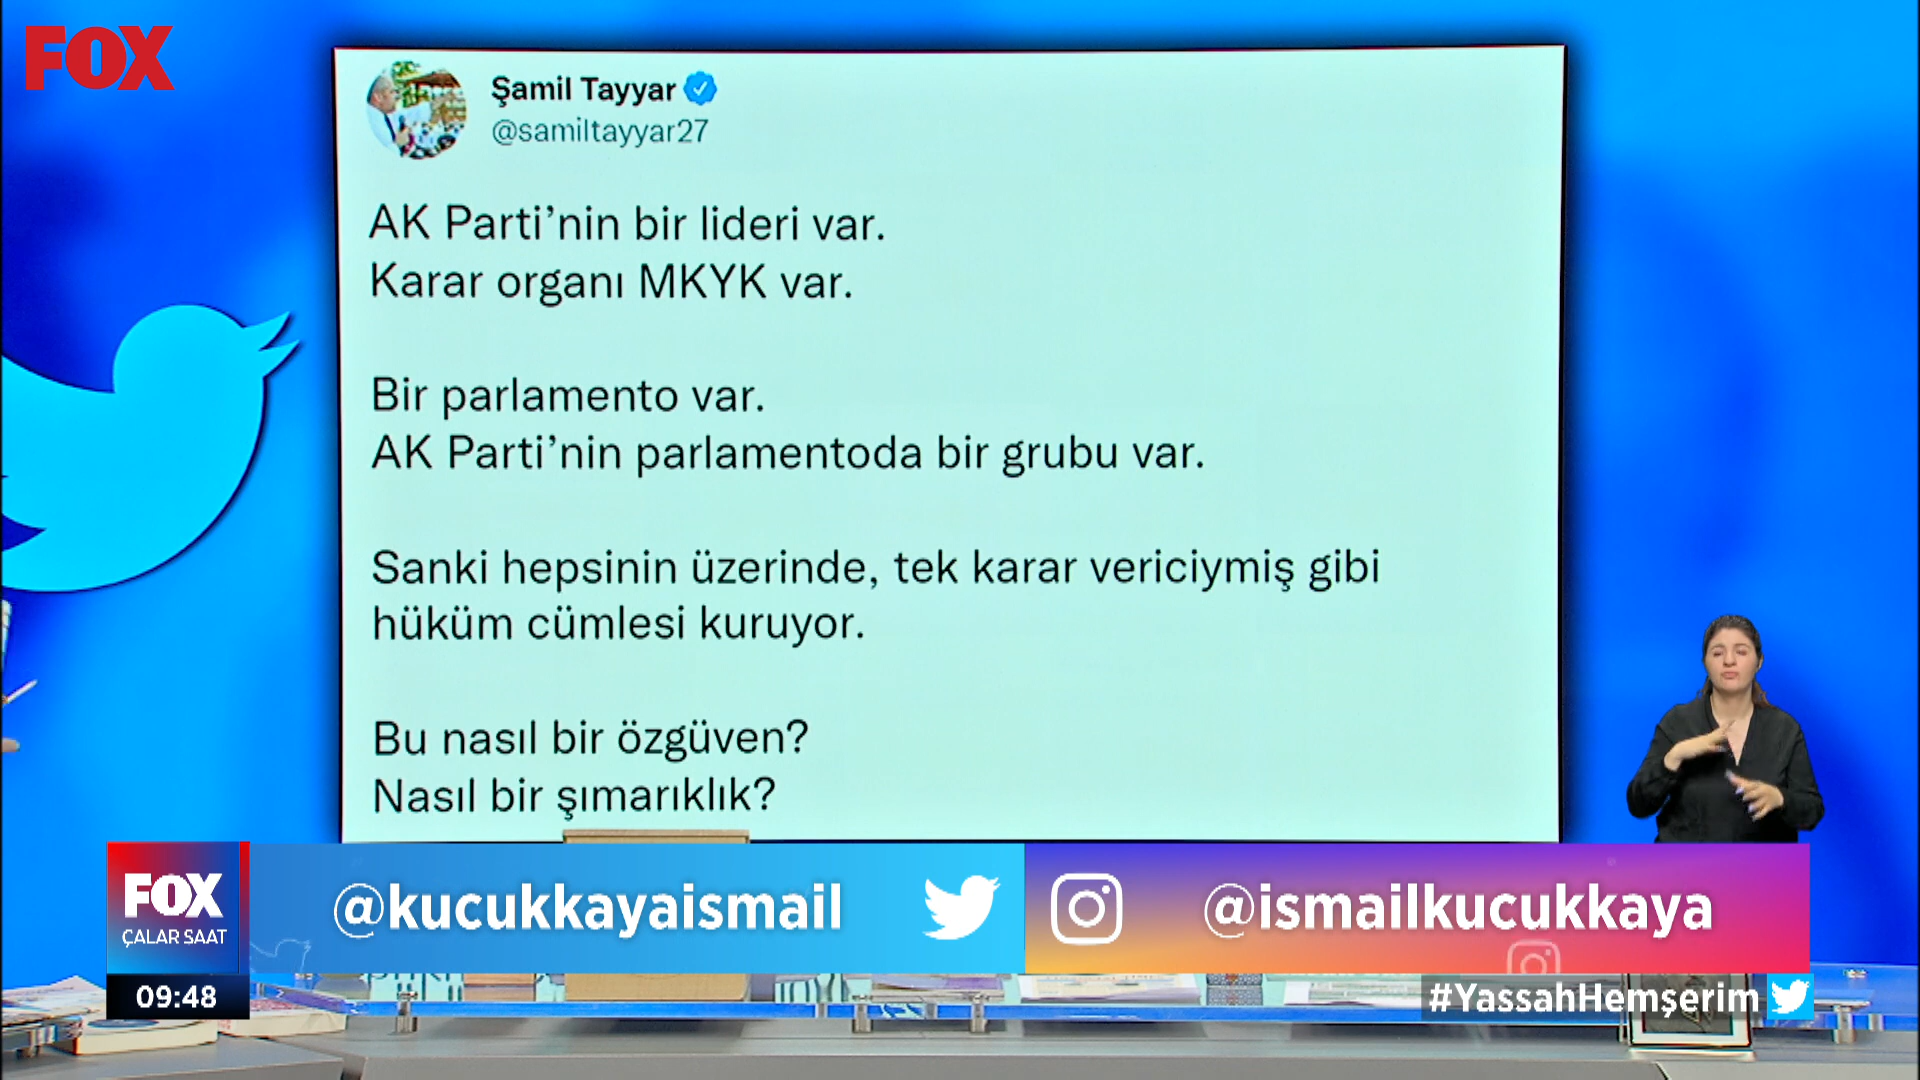 FOX
Şamil Tayyar
@samiltayyar27
AK Parti’nin bir lideri var.
Karar organı MKYK var.
Bir parlamento var.
AK Parti’nin parlamentoda bir grubu var.
Sanki hepsinin üzerinde, tek karar vericiymiş gibi
hüküm cümlesi kuruyor.
Bu nasıl bir özgüven?
Nasıl bir şımarıklık?
FOX
ÇALAR SAAT
@kucukkayaismail
@ismailkucukkaya
09:48
#YassahHemşerim